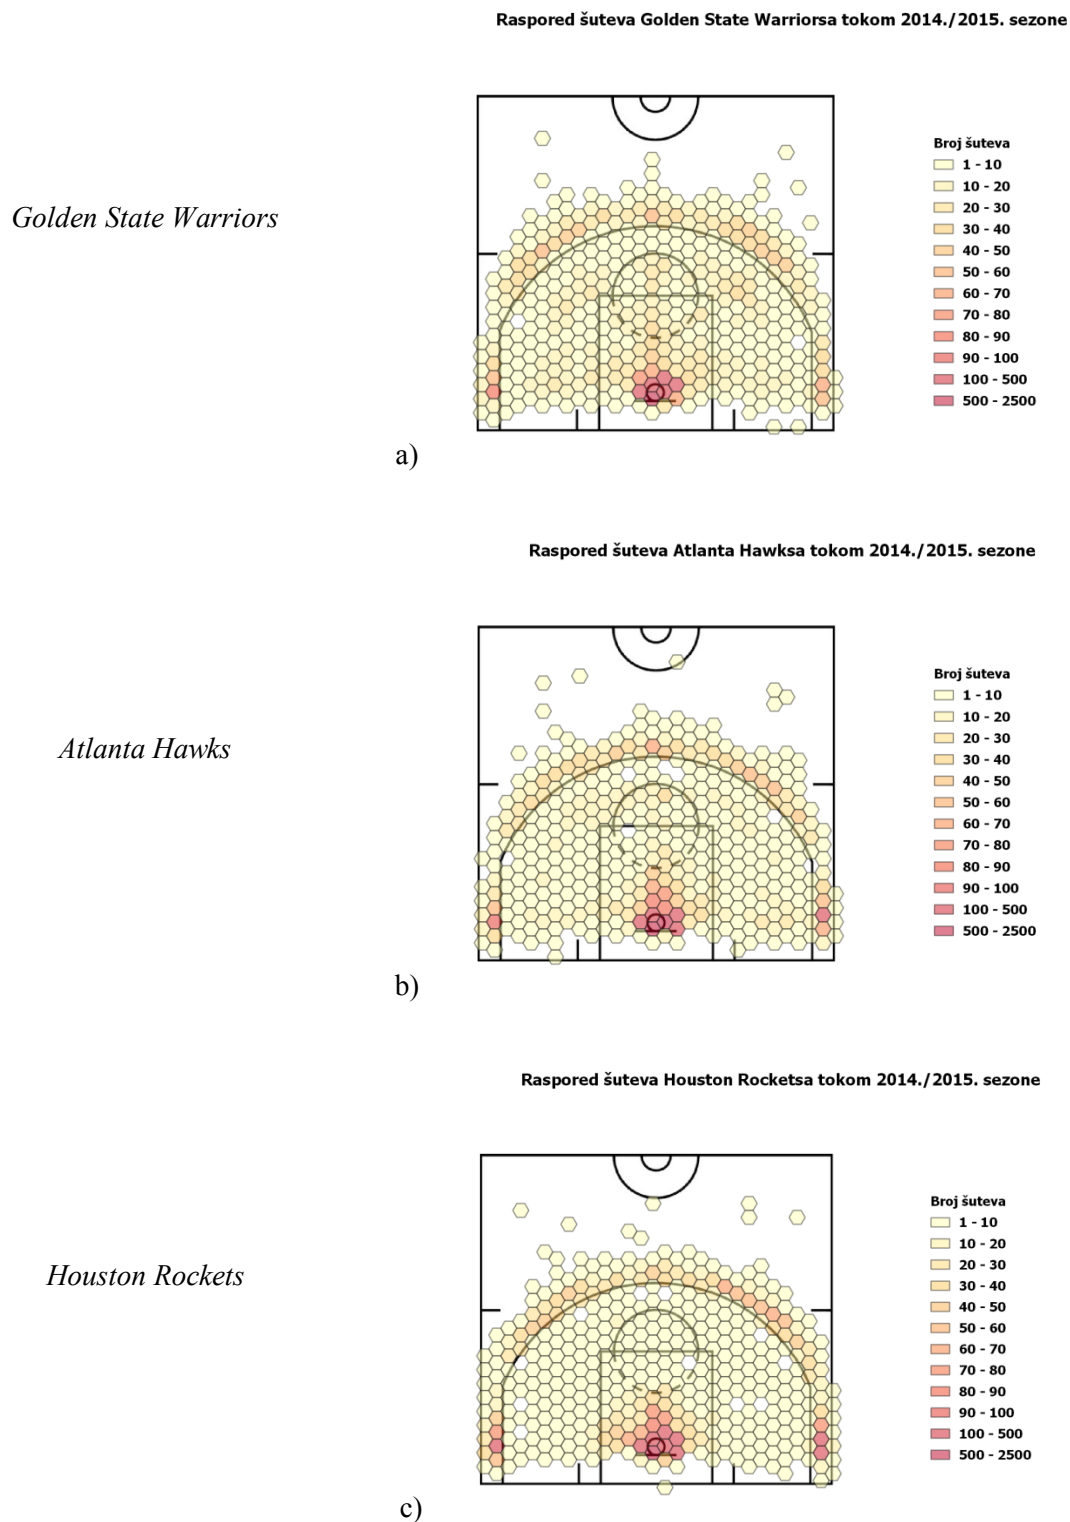 Raspored šuteva Golden State Warriorsa tokom 2014./2015. sezone
Golden State Warriors
Broj šuteva
1 - 10
10 - 20
20 - 30
30 - 40
40 - 50
50 - 60
60 - 70
70 - 80
80 - 90
90 - 100
100 - 500
500 - 2500
a)
Raspored šuteva Atlanta Hawksa tokom 2014./2015. sezone
Atlanta Hawks
Broj šuteva
1 - 10
10 - 20
20 - 30
30 - 40
40 - 50
50 - 60
60 - 70
70 - 80
80 - 90
90 - 100
100 - 500
500 - 2500
b)
Raspored šuteva Houston Rocketsa tokom 2014./2015. sezone
Houston Rockets
Broj šuteva
1 - 10
10 - 20
20 - 30
30 - 40
40 - 50
50 - 60
60 - 70
70 - 80
80 - 90
90 - 100
100 - 500
500 - 2500
c)